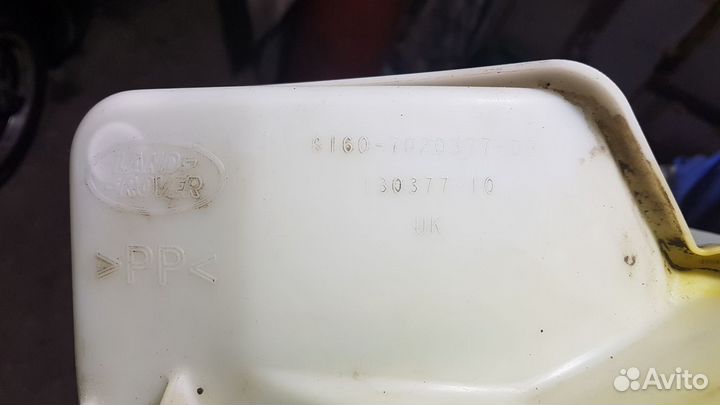 LAND-
-ROVER
>PP<
130377-10
UK
Avito